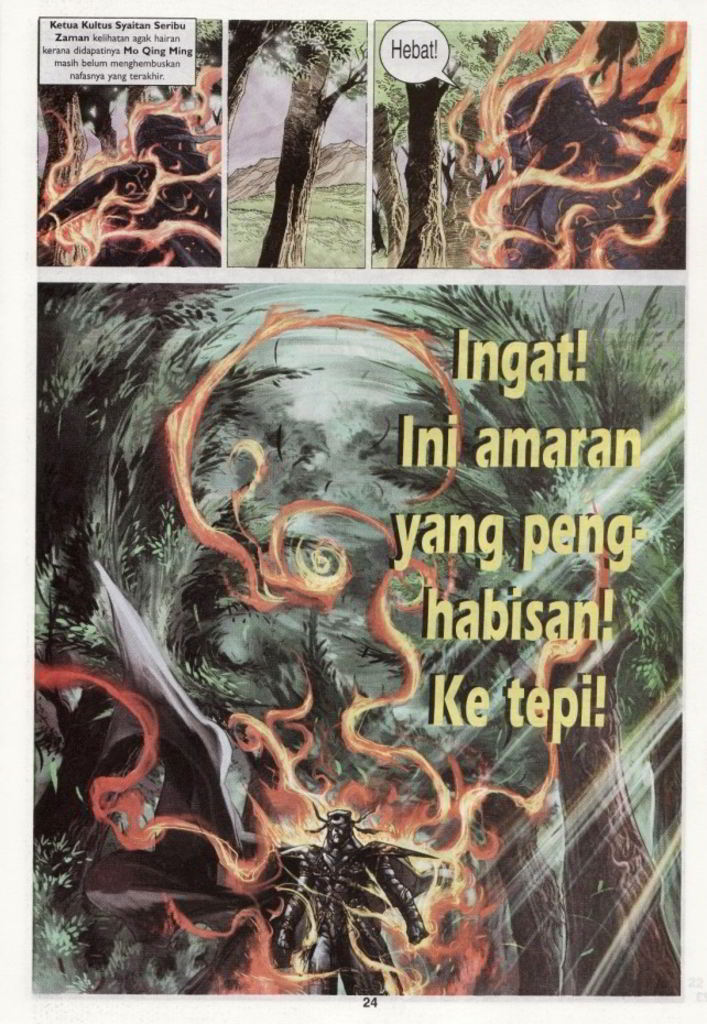 Ketua Kultus Syaitan Seribu
Zaman kelihatan agak hairan
kerana didapatinya Mo Qing Ming
masih belum menghembuskan
nafasnya yang terakhir.
Hebat!
Ingat!
Ini amaran
yang peng-
habisan!
Ke tepi!
24